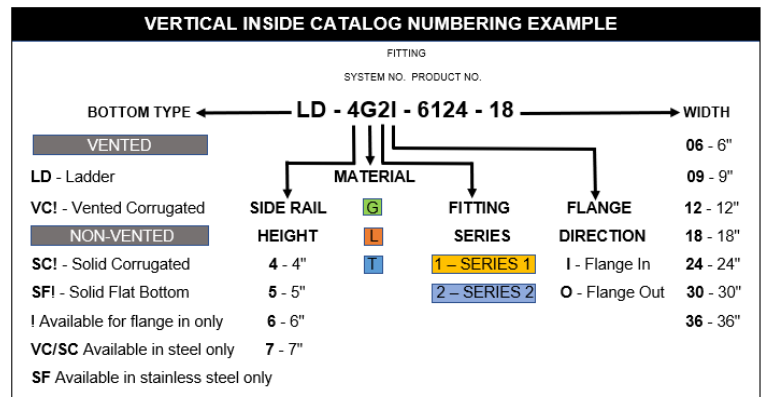 VERTICAL INSIDE CATALOG NUMBERING EXAMPLE
FITTING
SYSTEM NO. PRODUCT NO.
BOTTOM TYPE LD - 4G2I - 6124 - 18 WIDTH
VENTED 06 - 6"
LD - Ladder MATERIAL 09 - 9"
VC! - Vented Corrugated SIDE RAIL G FITTING FLANGE 12 - 12"
NON-VENTED HEIGHT L SERIES DIRECTION 18 - 18"
SC! - Solid Corrugated 4 - 4" T 1 – SERIES 1 I - Flange In 24 - 24"
SF! - Solid Flat Bottom 5 - 5" 2 – SERIES 2 O - Flange Out 30 - 30"
! Available for flange in only 6 - 6" 36 - 36"
VC/SC Available in steel only 7 - 7"
SF Available in stainless steel only